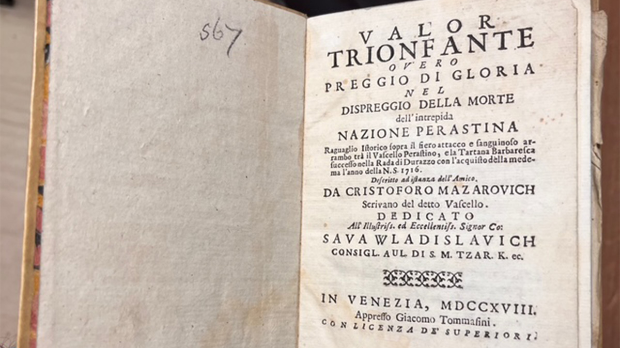 S67
VALOR
TRIONFANTE
OVERO
PREGGIO DI GLORIA
NEL
DISPREGGIO DELLA MORTE
dell'intrepida
NAZIONE PERASTINA
Raguaglio Istorico sopra il fiero attacco e sanguinoso ar-
rambo trà il Vascello Perastino, e la Tartana Barbaresca
successo nella Rada di Durazzo con l'acquisto della mede-
ma l'anno della N.S. 1716.
Descritto ad istanza dell'Amico.
DA CRISTOFORO MAZAROVICH
Scrivano del detto Vascello.
DEDICATO
All'Illustriss. ed Eccellentiss. Signor Co:
SAVA WLADISLAVICH
CONSIGL. AUL. DI S. M. TZAR. K. ec.
IN VENEZIA, MDCCXVIII.
Appresso Giacomo Tommasini.
CON LICENZA DE' SUPERIORI.